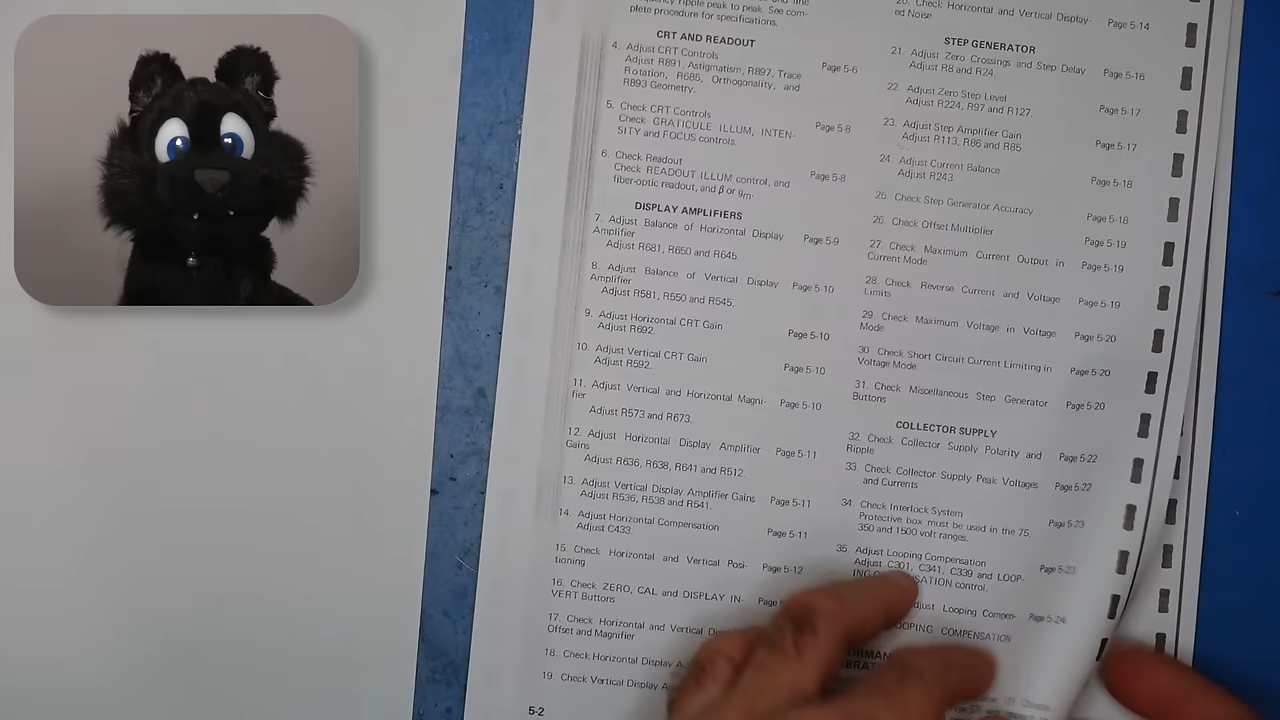 frequency ripple peak to peak. See com-
plete procedure for specifications.
CRT AND READOUT
4. Adjust CRT Controls Page 5-6
Adjust R891, Astigmatism, R897, Trace
Rotation, R685, Orthogonality, and
R893 Geometry.
5. Check CRT Controls Page 5-8
Check GRATICULE ILLUM, INTEN-
SITY and FOCUS controls.
6. Check Readout Page 5-8
Check READOUT ILLUM control, and
fiber-optic readout, and β or gm.
DISPLAY AMPLIFIERS
7. Adjust Balance of Horizontal Display Page 5-9
Amplifier
Adjust R681, R650 and R645.
8. Adjust Balance of Vertical Display Page 5-10
Amplifier
Adjust R581, R550 and R545.
9. Adjust Horizontal CRT Gain Page 5-10
Adjust R692.
10. Adjust Vertical CRT Gain Page 5-10
Adjust R592.
11. Adjust Vertical and Horizontal Magni- Page 5-10
fier
Adjust R573 and R673.
12. Adjust Horizontal Display Amplifier Page 5-11
Gains
Adjust R636, R638, R641 and R512.
13. Adjust Vertical Display Amplifier Gains Page 5-11
Adjust R536, R538 and R541.
14. Adjust Horizontal Compensation Page 5-11
Adjust C433.
15. Check Horizontal and Vertical Posi- Page 5-12
tioning
16. Check ZERO, CAL and DISPLAY IN-
VERT Buttons
17. Check Horizontal and Vertical
Offset and Magnifier
18. Check Horizontal Display
19. Check Vertical Display
5-2
20. Check Horizontal and Vertical Display- Page 5-14
ed Noise
STEP GENERATOR
21. Adjust Zero Crossings and Step Delay Page 5-16
Adjust R8 and R24.
22. Adjust Zero Step Level Page 5-17
Adjust R224, R97 and R127.
23. Adjust Step Amplifier Gain Page 5-17
Adjust R113, R86 and R85
24. Adjust Current Balance Page 5-18
Adjust R243
25. Check Step Generator Accuracy Page 5-18
26. Check Offset Multiplier Page 5-19
27. Check Maximum Current Output in Page 5-19
Current Mode
28. Check Reverse Current and Voltage Page 5-19
Limits
29 Check Maximum Voltage in Voltage Page 5-20
Mode
30 Check Short Circuit Current Limiting in Page 5-20
Voltage Mode
31. Check Miscellaneous Step Generator Page 5-20
Buttons
COLLECTOR SUPPLY
32. Check Collector Supply Polarity and Page 5-22
Ripple
33. Check Collector Supply Peak Voltages Page 5-22
and Currents
34 Check Interlock System Page 5-23
Protective box must be used in the 75,
350 and 1500 volt ranges.
35. Adjust Looping Compensation Page 5-23
Adjust C301, C341, C339 and LOOP-
control.
Looping Compen- Page 5-24
COMPENSATION